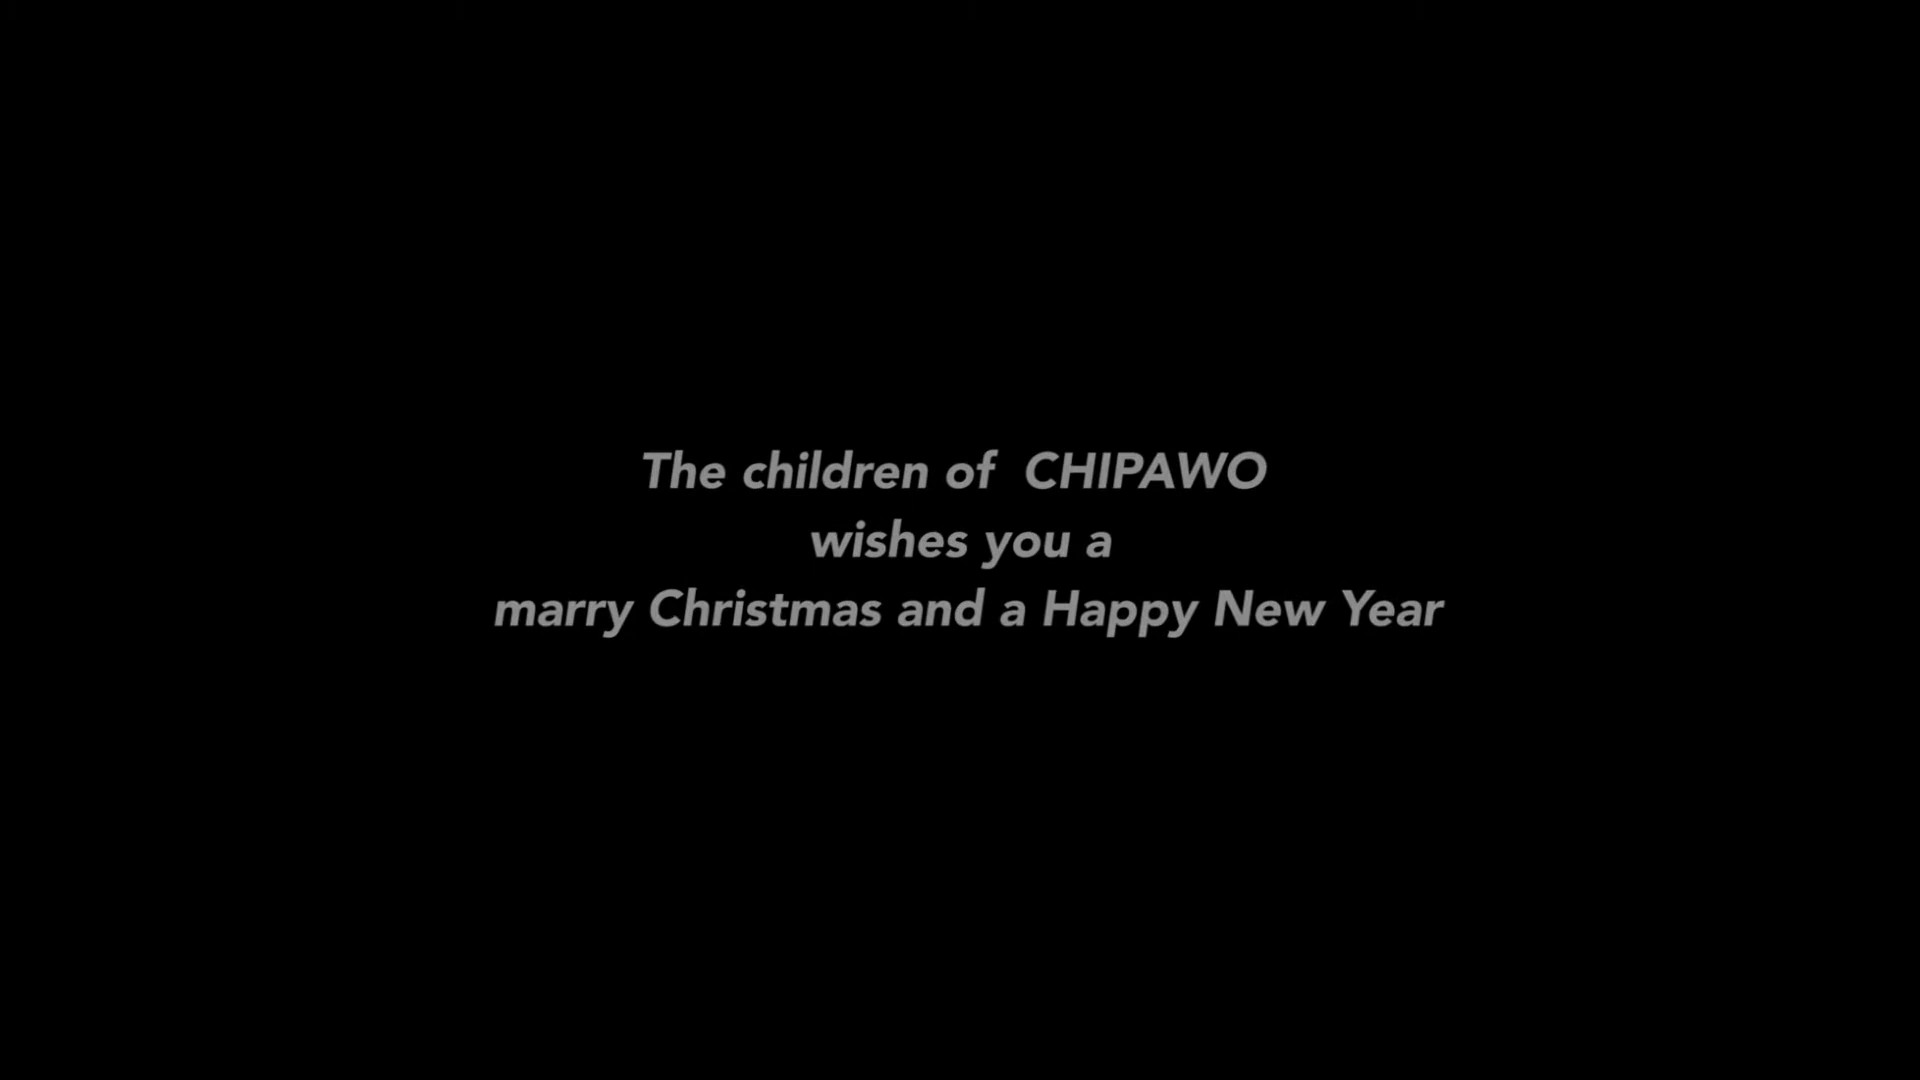 The children of CHIPAWO
wishes you a
marry Christmas and a Happy New Year